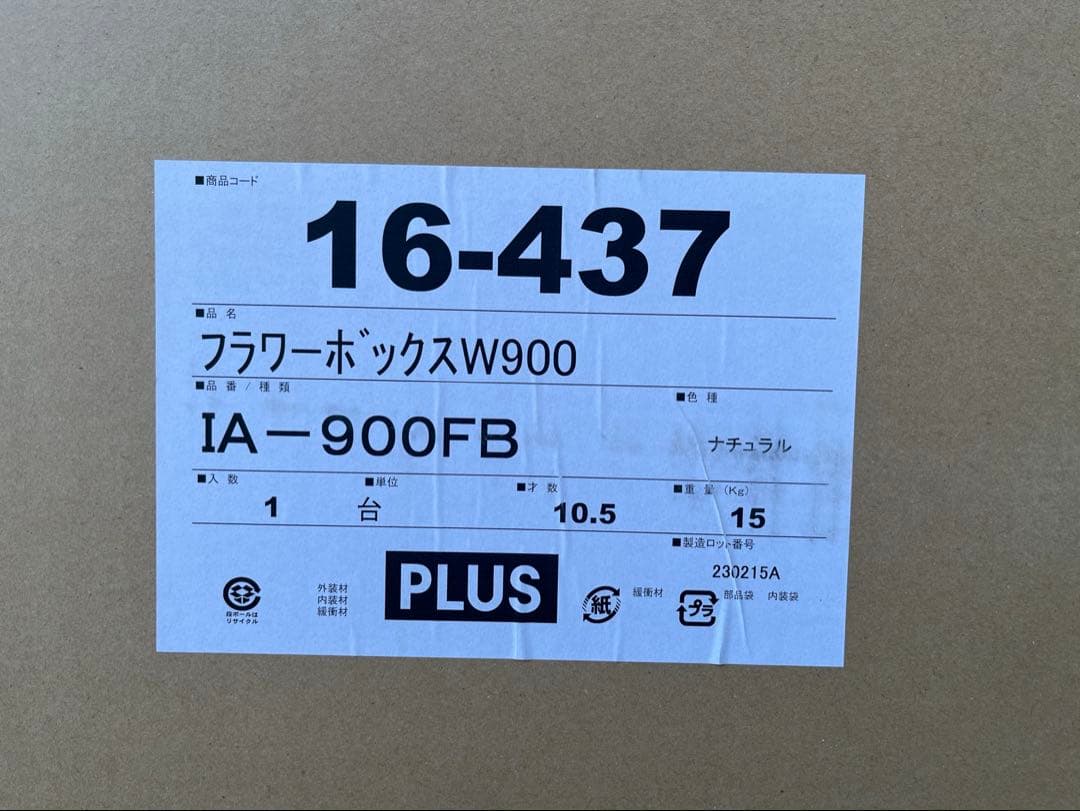 ■商品コード
16-437
■品 名
フラワーボックスW900
■品 番 / 種 類
■色 種
IA－900FB
ナチュラル
■入 数 ■単位 ■才 数 ■重 量 (Kg)
1 台 10.5 15
■製造ロット番号
230215A
段ボールは
リサイクル
外装材
内装材
緩衝材
PLUS
紙
緩衝材
プラ
部品袋 内装袋